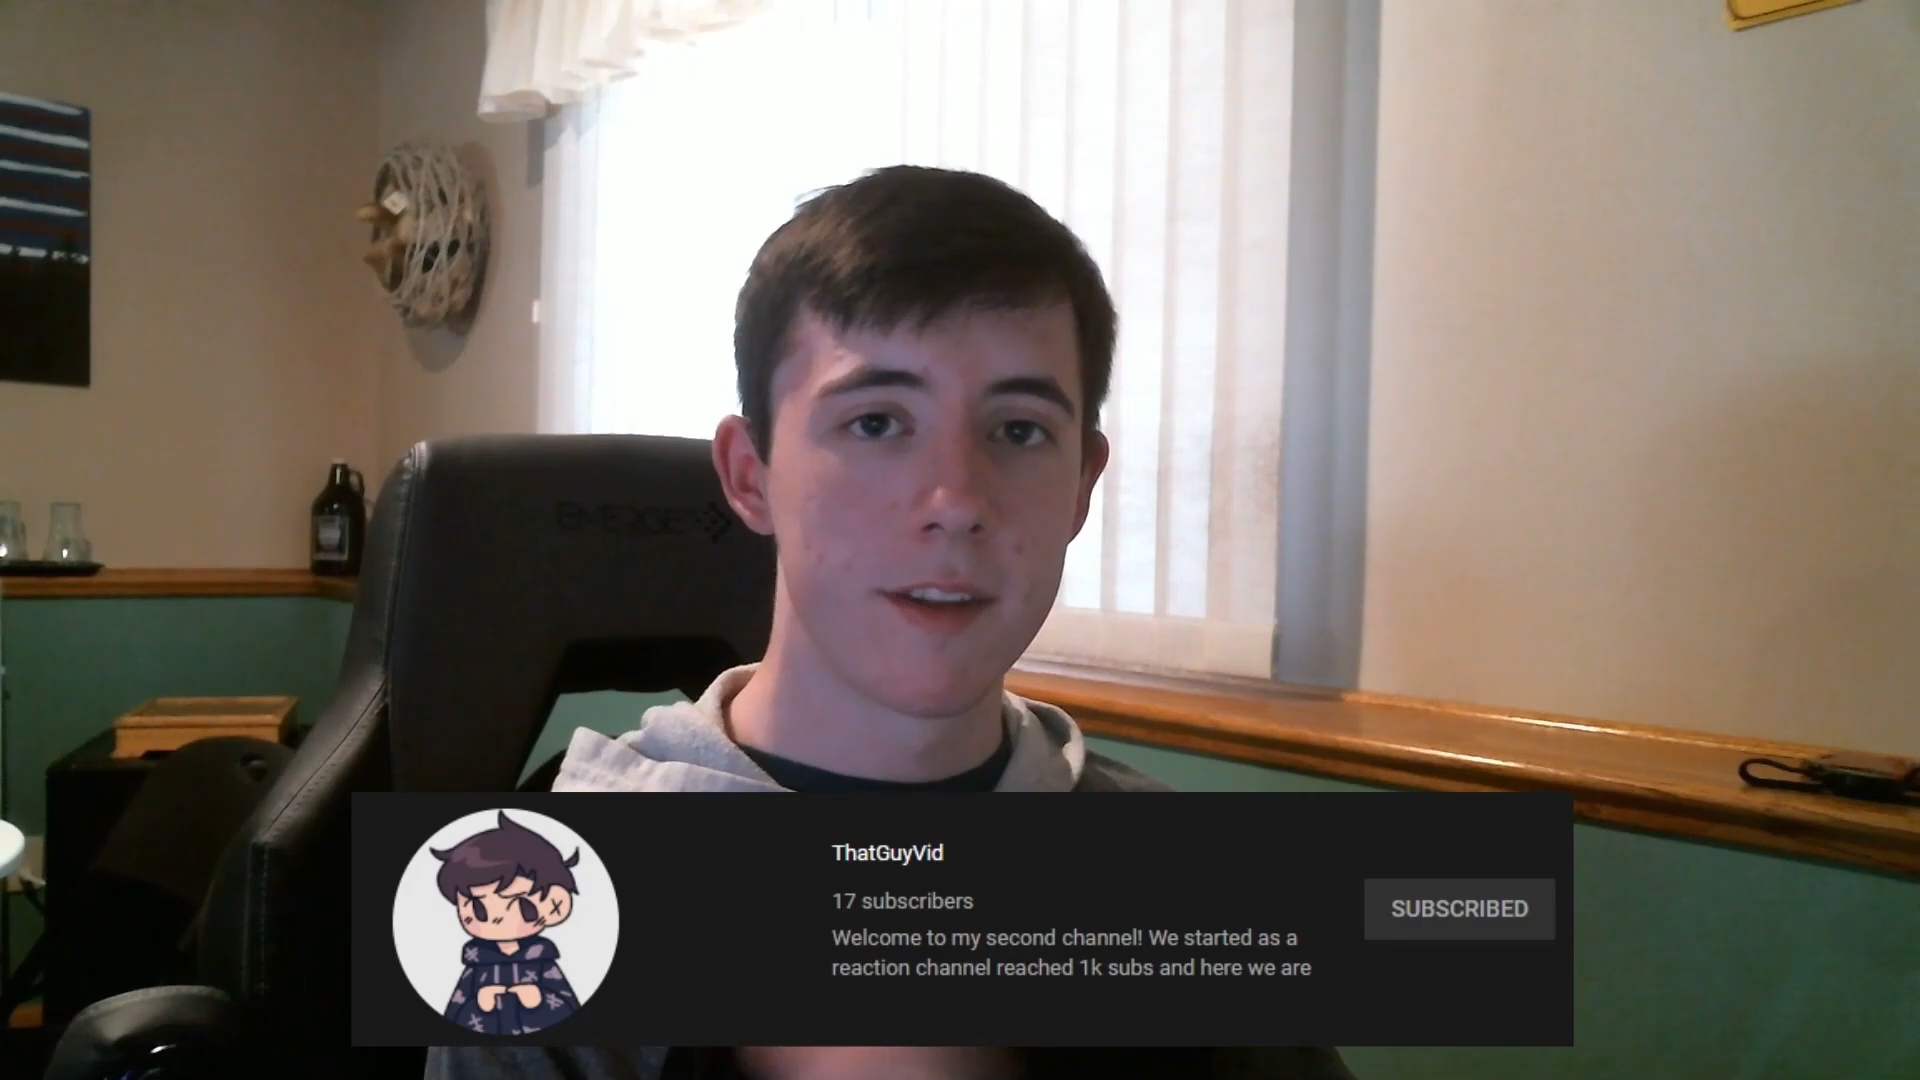 EMERGE
ThatGuyVid
17 subscribers
SUBSCRIBED
Welcome to my second channel! We started as a
reaction channel reached 1k subs and here we are